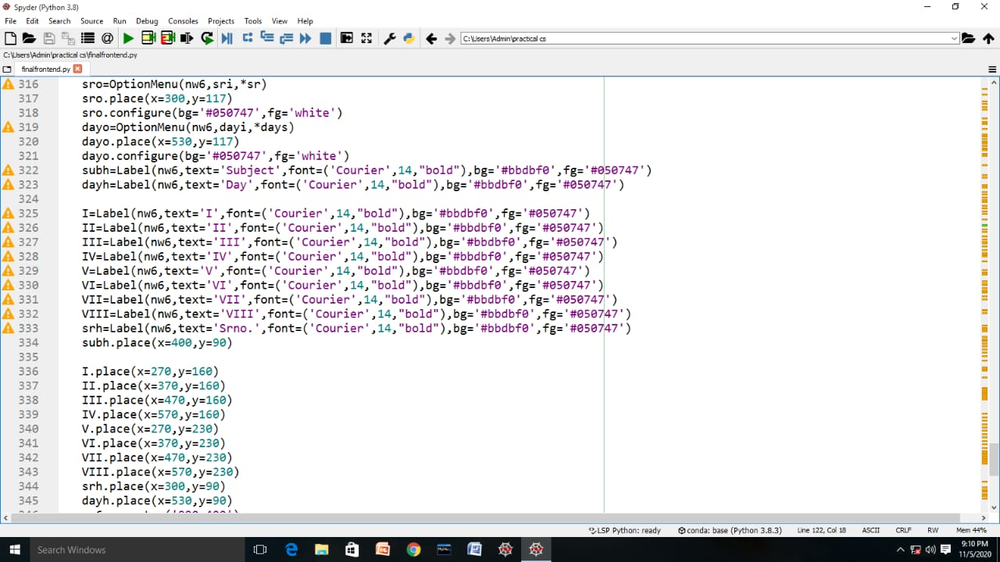 Spyder (Python 3.8)
File Edit Search Source Run Debug Consoles Projects Tools View Help
C:\Users\Admin\practical cs
C:\Users\Admin\practical cs\finalfrontend.py
finalfrontend.py
316 sro=OptionMenu(nw6,sri,*sr)
317 sro.place(x=300,y=117)
318 sro.configure(bg='#050747',fg='white')
319 dayo=OptionMenu(nw6,dayi,*days)
320 dayo.place(x=530,y=117)
321 dayo.configure(bg='#050747',fg='white')
322 subh=Label(nw6,text='Subject',font=('Courier',14,"bold"),bg='#bbdbf0',fg='#050747')
323 dayh=Label(nw6,text='Day',font=('Courier',14,"bold"),bg='#bbdbf0',fg='#050747')
324
325 I=Label(nw6,text='I',font=('Courier',14,"bold"),bg='#bbdbf0',fg='#050747')
326 II=Label(nw6,text='II',font=('Courier',14,"bold"),bg='#bbdbf0',fg='#050747')
327 III=Label(nw6,text='III',font=('Courier',14,"bold"),bg='#bbdbf0',fg='#050747')
328 IV=Label(nw6,text='IV',font=('Courier',14,"bold"),bg='#bbdbf0',fg='#050747')
329 V=Label(nw6,text='V',font=('Courier',14,"bold"),bg='#bbdbf0',fg='#050747')
330 VI=Label(nw6,text='VI',font=('Courier',14,"bold"),bg='#bbdbf0',fg='#050747')
331 VII=Label(nw6,text='VII',font=('Courier',14,"bold"),bg='#bbdbf0',fg='#050747')
332 VIII=Label(nw6,text='VIII',font=('Courier',14,"bold"),bg='#bbdbf0',fg='#050747')
333 srh=Label(nw6,text='Srno.',font=('Courier',14,"bold"),bg='#bbdbf0',fg='#050747')
334 subh.place(x=400,y=90)
335
336 I.place(x=270,y=160)
337 II.place(x=370,y=160)
338 III.place(x=470,y=160)
339 IV.place(x=570,y=160)
340 V.place(x=270,y=230)
341 VI.place(x=370,y=230)
342 VII.place(x=470,y=230)
343 VIII.place(x=570,y=230)
344 srh.place(x=300,y=90)
345 dayh.place(x=530,y=90)
LSP Python: ready conda: base (Python 3.8.3) Line 122, Col 18 ASCII CRLF RW Mem 44%
Search Windows
9:10 PM
11/5/2020